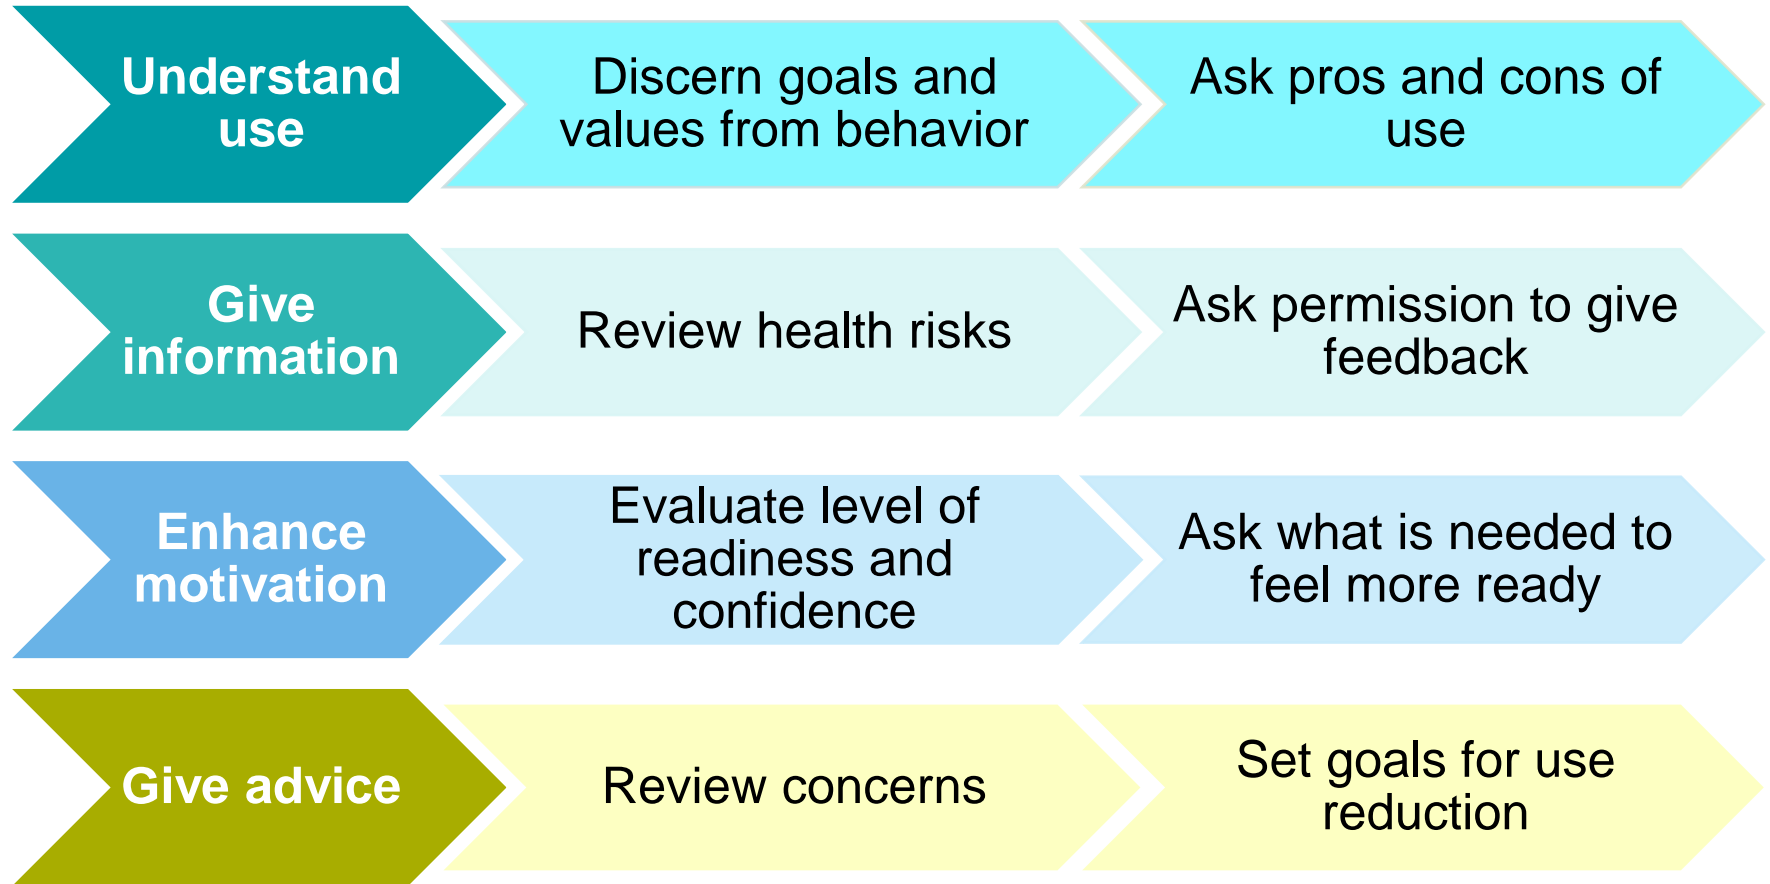 Understand
use
Discern goals and
values from behavior
Ask pros and cons of
use
Give
information
Review health risks
Ask permission to give
feedback
Enhance
motivation
Evaluate level of
readiness and
confidence
Ask what is needed to
feel more ready
Give advice
Review concerns
Set goals for use
reduction